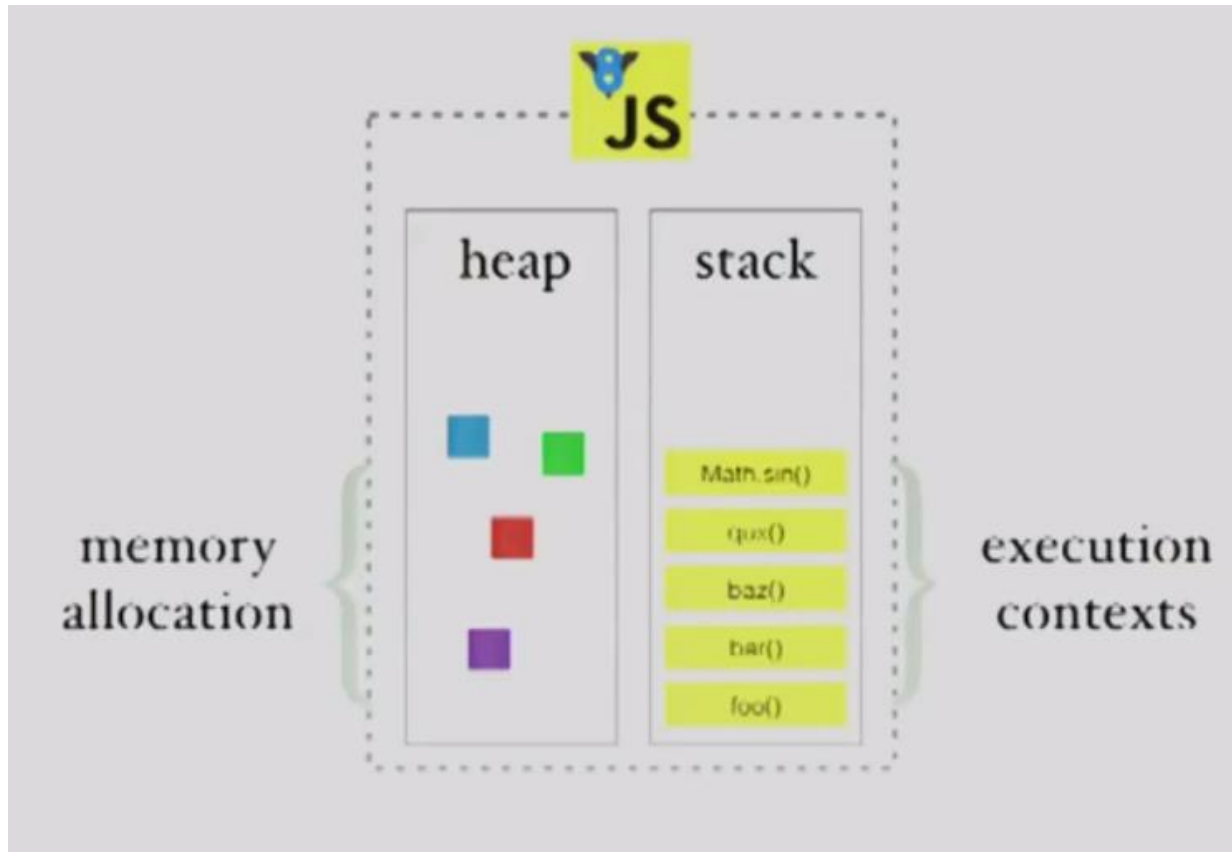 JS
heap
stack
Math.sin()
qux()
baz()
bar()
foo()
memory
allocation
execution
contexts